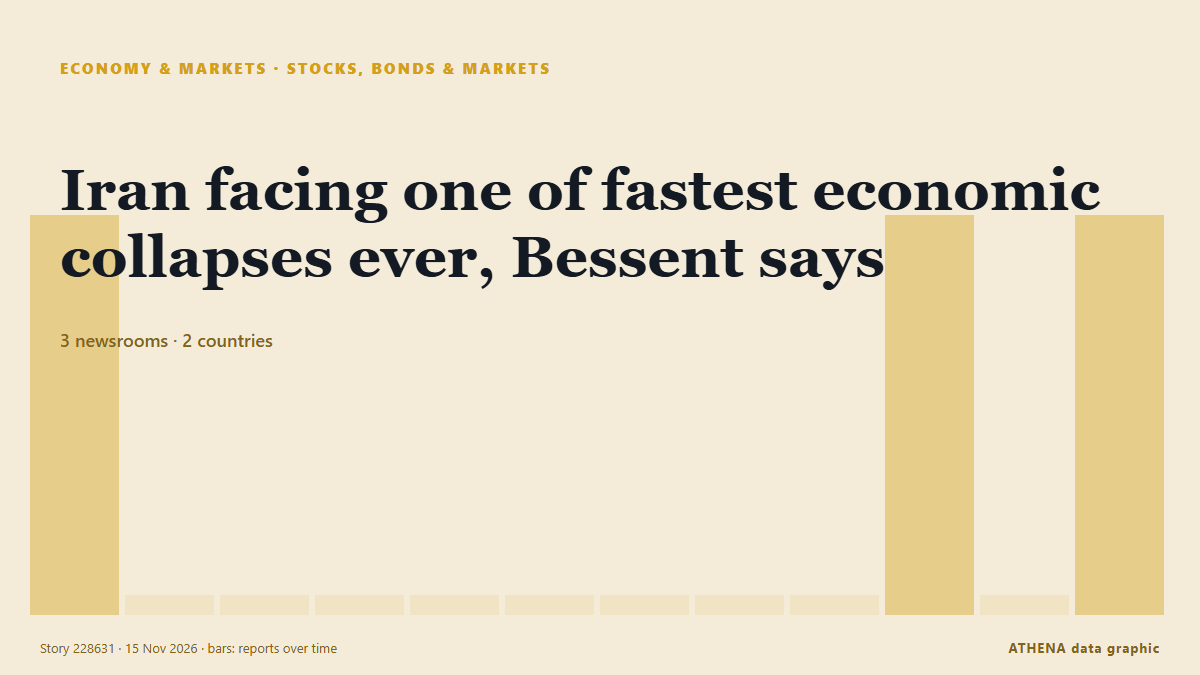 ECONOMY & MARKETS · STOCKS, BONDS & MARKETS
Iran facing one of fastest economic
collapses ever, Bessent says
3 newsrooms · 2 countries
Story 228631 · 15 Nov 2026 · bars: reports over time
ATHENA data graphic